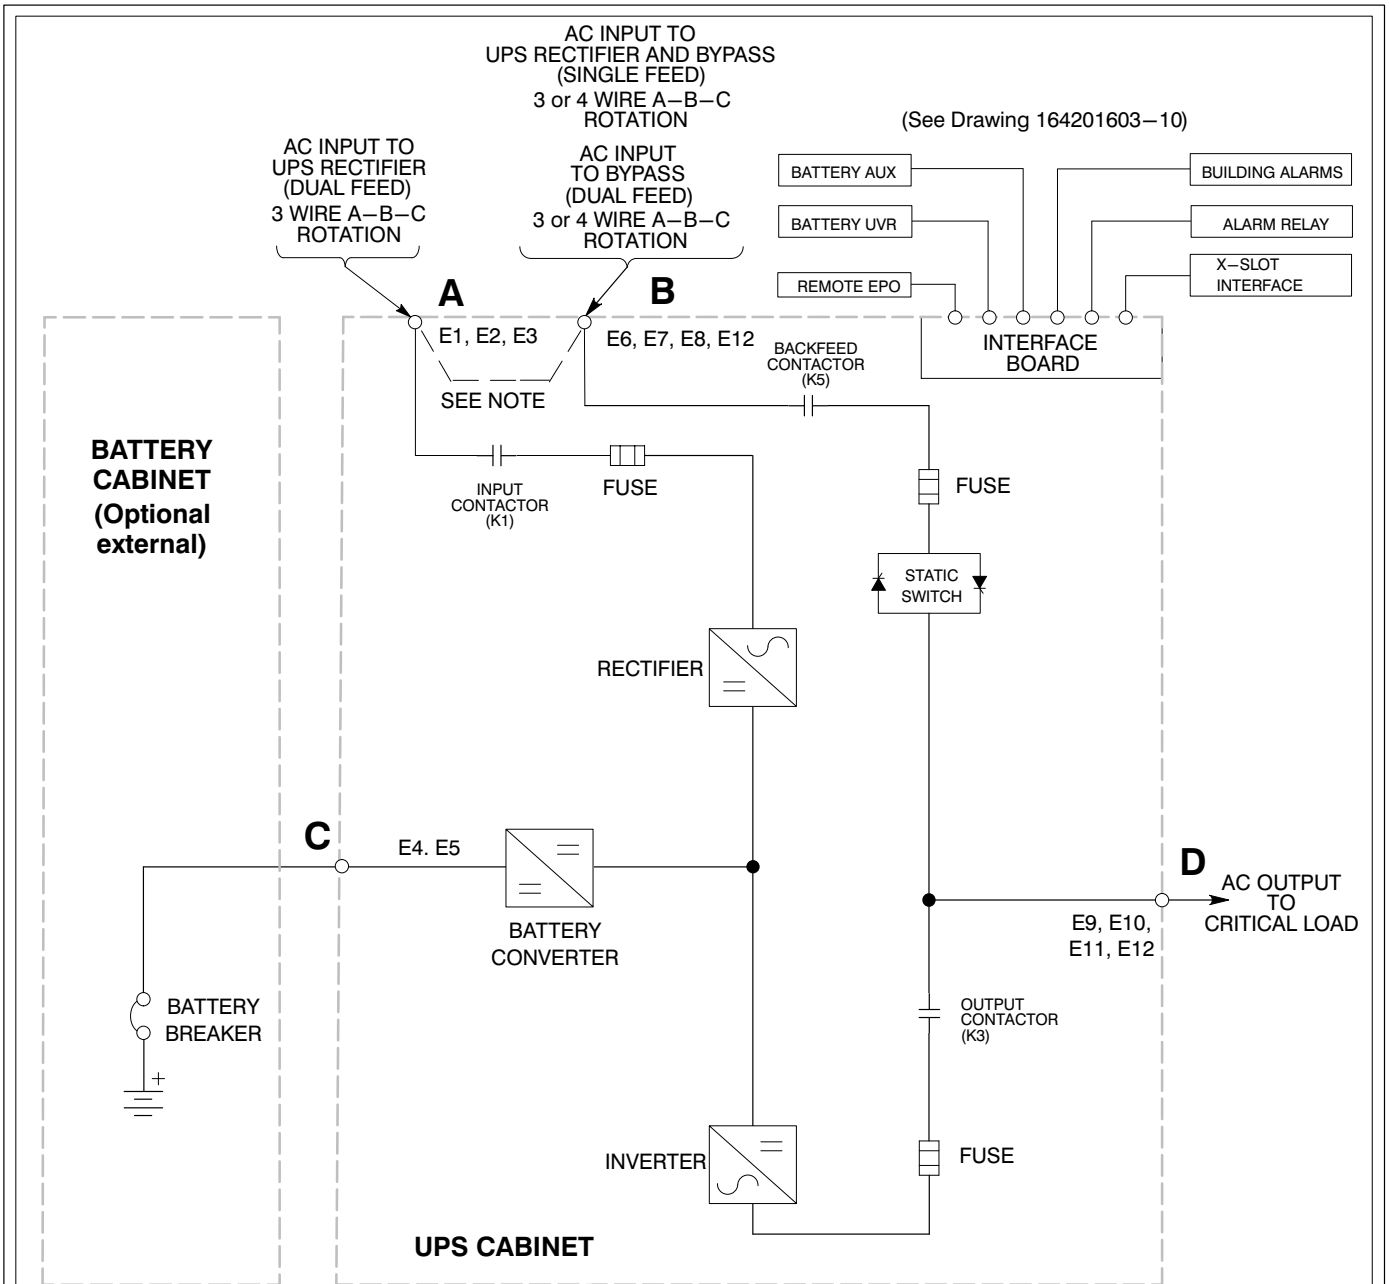 AC INPUT TO
UPS RECTIFIER AND BYPASS
(SINGLE FEED)
3 or 4 WIRE A–B–C
ROTATION
AC INPUT TO
UPS RECTIFIER
(DUAL FEED)
3 WIRE A–B–C
ROTATION
AC INPUT
TO BYPASS
(DUAL FEED)
3 or 4 WIRE A–B–C
ROTATION
(See Drawing 164201603–10)
BATTERY AUX
BATTERY UVR
REMOTE EPO
BUILDING ALARMS
ALARM RELAY
X–SLOT
INTERFACE
A
B
E1, E2, E3
E6, E7, E8, E12
INTERFACE
BOARD
SEE NOTE
BACKFEED
CONTACTOR
(K5)
BATTERY
CABINET
(Optional
external)
INPUT
CONTACTOR
(K1)
FUSE
FUSE
STATIC
SWITCH
RECTIFIER
C
E4. E5
BATTERY
CONVERTER
D
AC OUTPUT
TO
CRITICAL LOAD
E9, E10,
E11, E12
BATTERY
BREAKER
+
OUTPUT
CONTACTOR
(K3)
INVERTER
FUSE
UPS CABINET